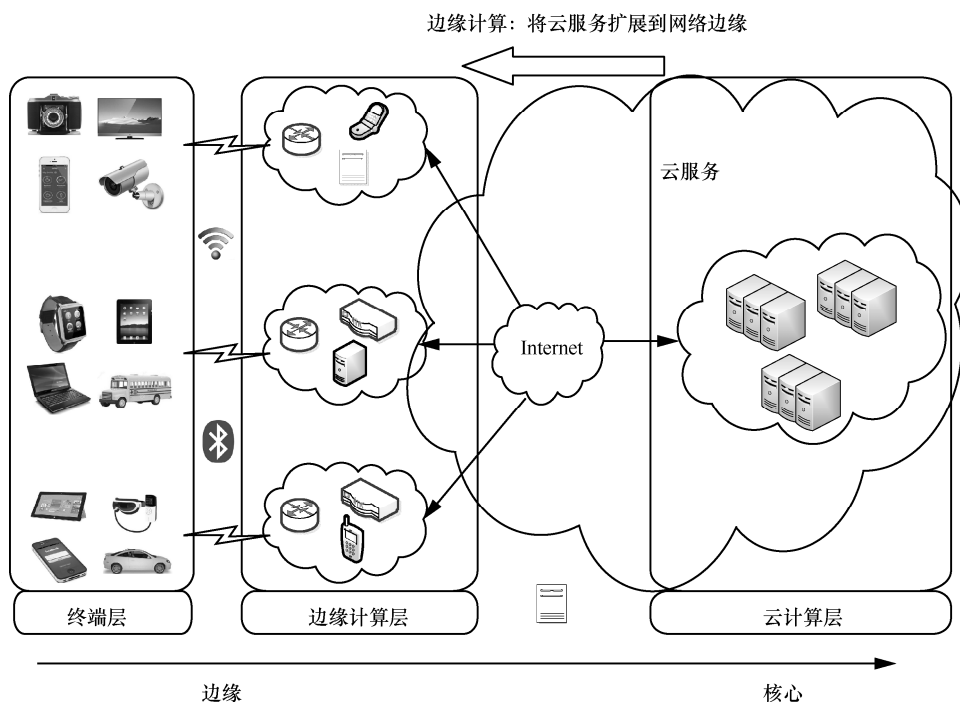 边缘计算：将云服务扩展到网络边缘
云服务
Internet
终端层
边缘计算层
云计算层
边缘
核心